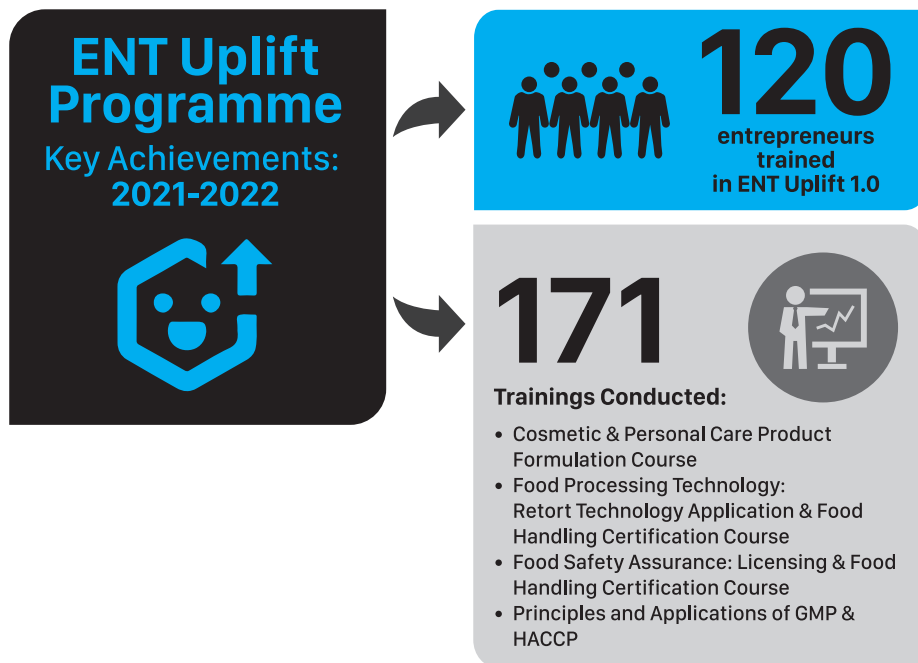 ENT Uplift
Programme
Key Achievements:
2021-2022
120
entrepreneurs
trained
in ENT Uplift 1.0
171
Trainings Conducted:
• Cosmetic & Personal Care Product
Formulation Course
• Food Processing Technology:
Retort Technology Application & Food
Handling Certification Course
• Food Safety Assurance: Licensing & Food
Handling Certification Course
• Principles and Applications of GMP &
HACCP